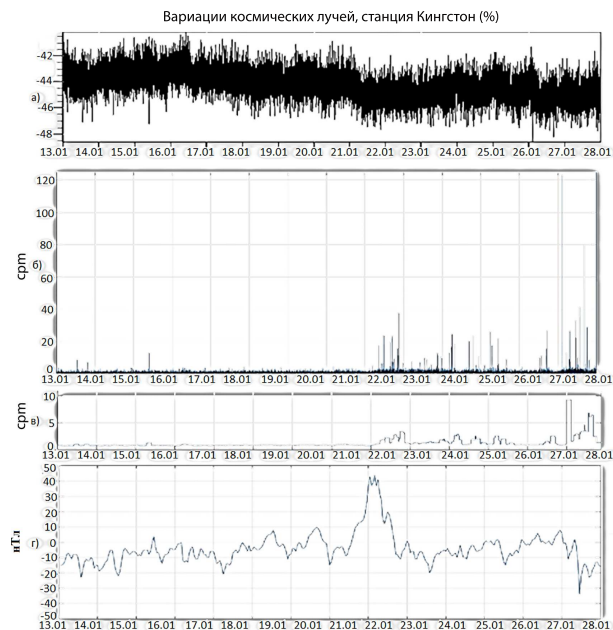 Вариации космических лучей, станция Кингстон (%)
-42
-44
а)
-46
-48
13.01 14.01 15.01 16.01 17.01 18.01 19.01 20.01 21.01 22.01 23.01 24.01 25.01 26.01 27.01 28.01
120
100
80
cpm б)
60
40
20
0
13.01 14.01 15.01 16.01 17.01 18.01 19.01 20.01 21.01 22.01 23.01 24.01 25.01 26.01 27.01 28.01
10
cpm в)
5
0
13.01 14.01 15.01 16.01 17.01 18.01 19.01 20.01 21.01 22.01 23.01 24.01 25.01 26.01 27.01 28.01
50
40
30
20
10
нТл г)
0
-10
-20
-30
-40
-50
13.01 14.01 15.01 16.01 17.01 18.01 19.01 20.01 21.01 22.01 23.01 24.01 25.01 26.01 27.01 28.01